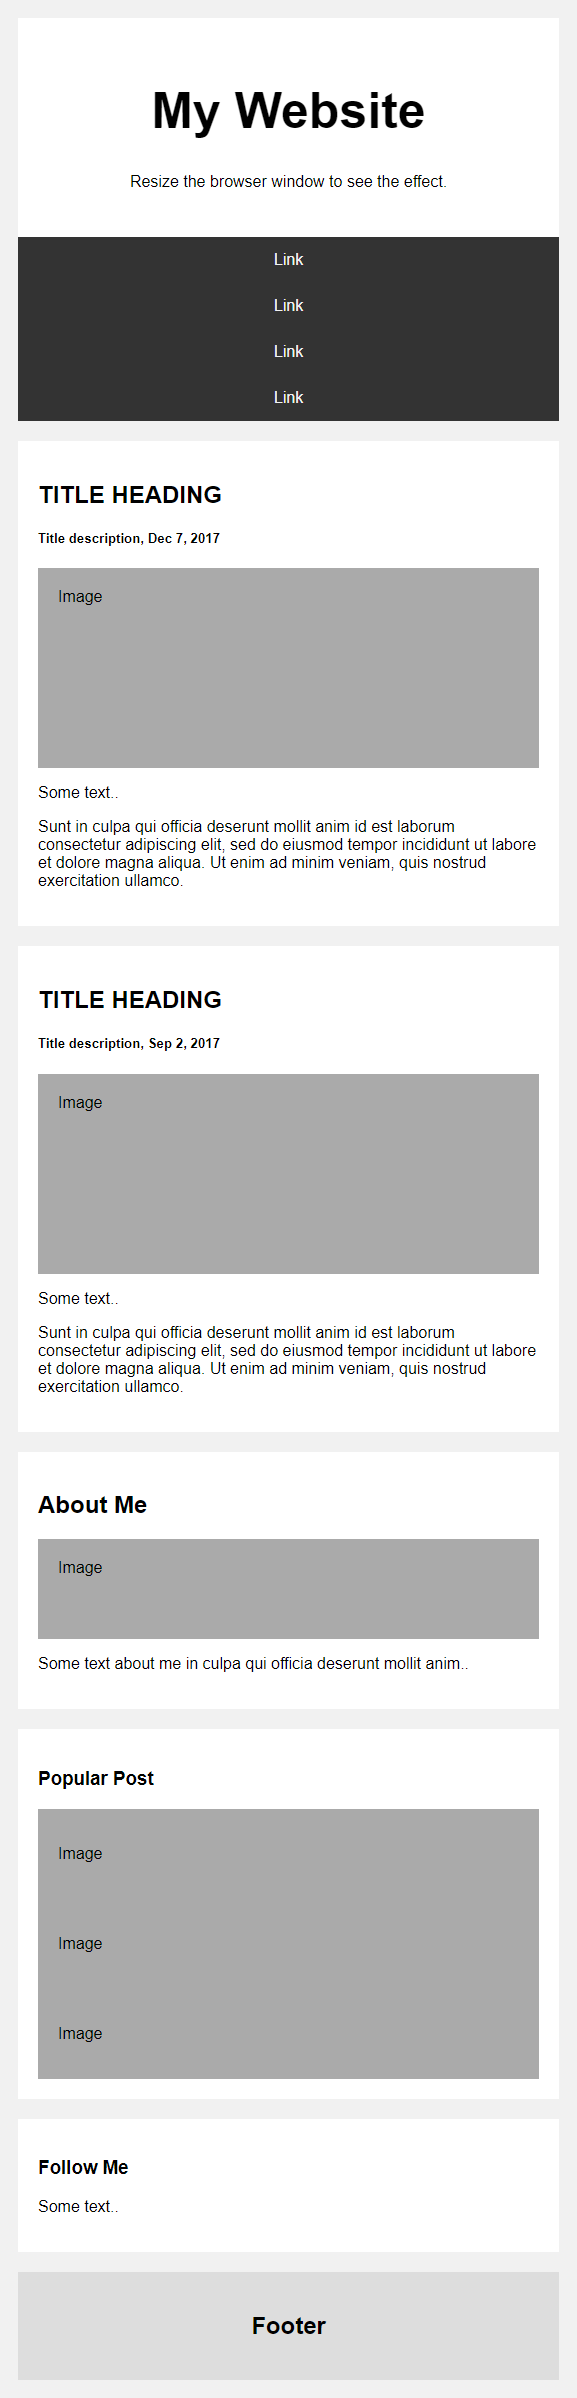 My Website
Resize the browser window to see the effect.
Link
Link
Link
Link
TITLE HEADING
Title description, Dec 7, 2017
Image
Some text..
Sunt in culpa qui officia deserunt mollit anim id est laborum
consectetur adipiscing elit, sed do eiusmod tempor incididunt ut labore
et dolore magna aliqua. Ut enim ad minim veniam, quis nostrud
exercitation ullamco.
TITLE HEADING
Title description, Sep 2, 2017
Image
Some text..
Sunt in culpa qui officia deserunt mollit anim id est laborum
consectetur adipiscing elit, sed do eiusmod tempor incididunt ut labore
et dolore magna aliqua. Ut enim ad minim veniam, quis nostrud
exercitation ullamco.
About Me
Image
Some text about me in culpa qui officia deserunt mollit anim..
Popular Post
Image
Image
Image
Follow Me
Some text..
Footer